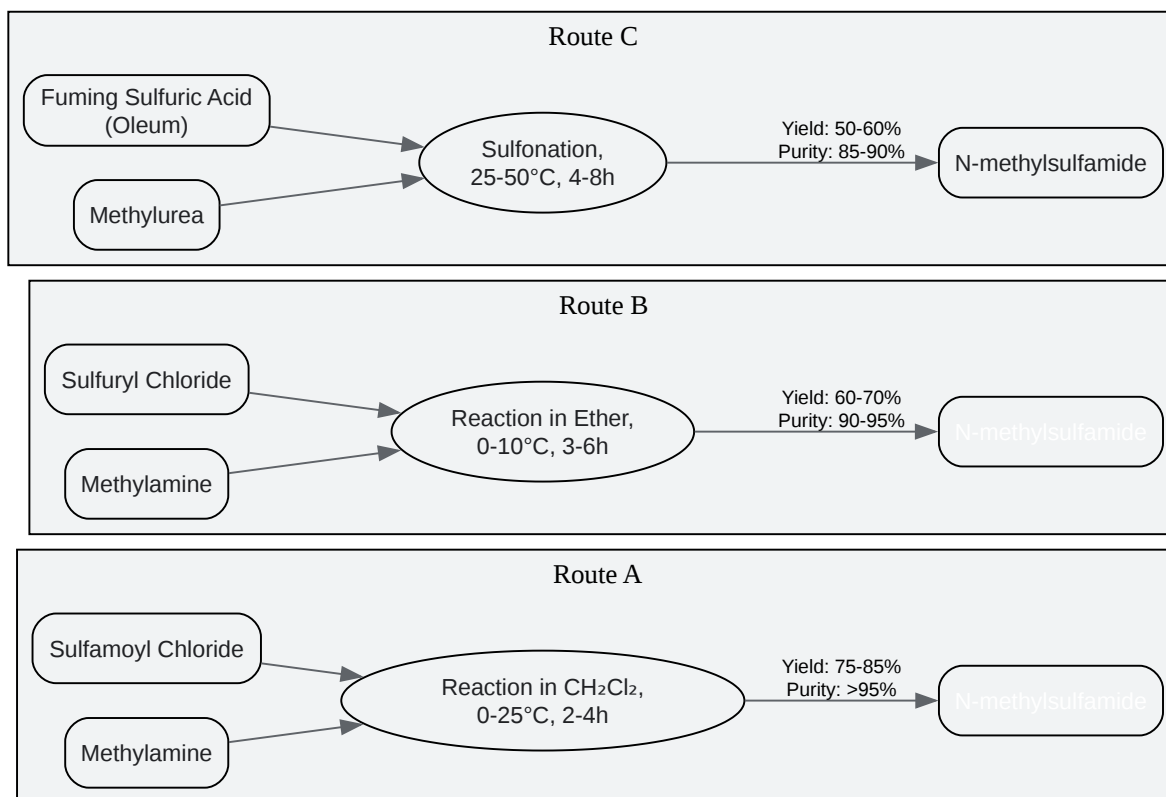 Route C
Fuming Sulfuric Acid
(Oleum)
Methylurea
Sulfonation,
25-50°C, 4-8h
Yield: 50-60%
Purity: 85-90%
N-methylsulfamide
Route B
Sulfuryl Chloride
Methylamine
Reaction in Ether,
0-10°C, 3-6h
Yield: 60-70%
Purity: 90-95%
N-methylsulfamide
Route A
Sulfamoyl Chloride
Methylamine
Reaction in CH₂Cl₂,
0-25°C, 2-4h
Yield: 75-85%
Purity: >95%
N-methylsulfamide